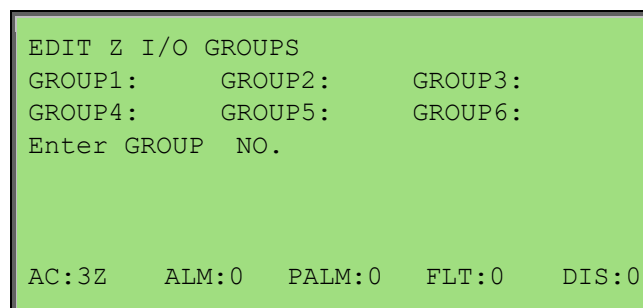 EDIT Z I/O GROUPS
GROUP1: GROUP2: GROUP3:
GROUP4: GROUP5: GROUP6:
Enter GROUP NO.
AC:3Z ALM:0 PALM:0 FLT:0 DIS:0